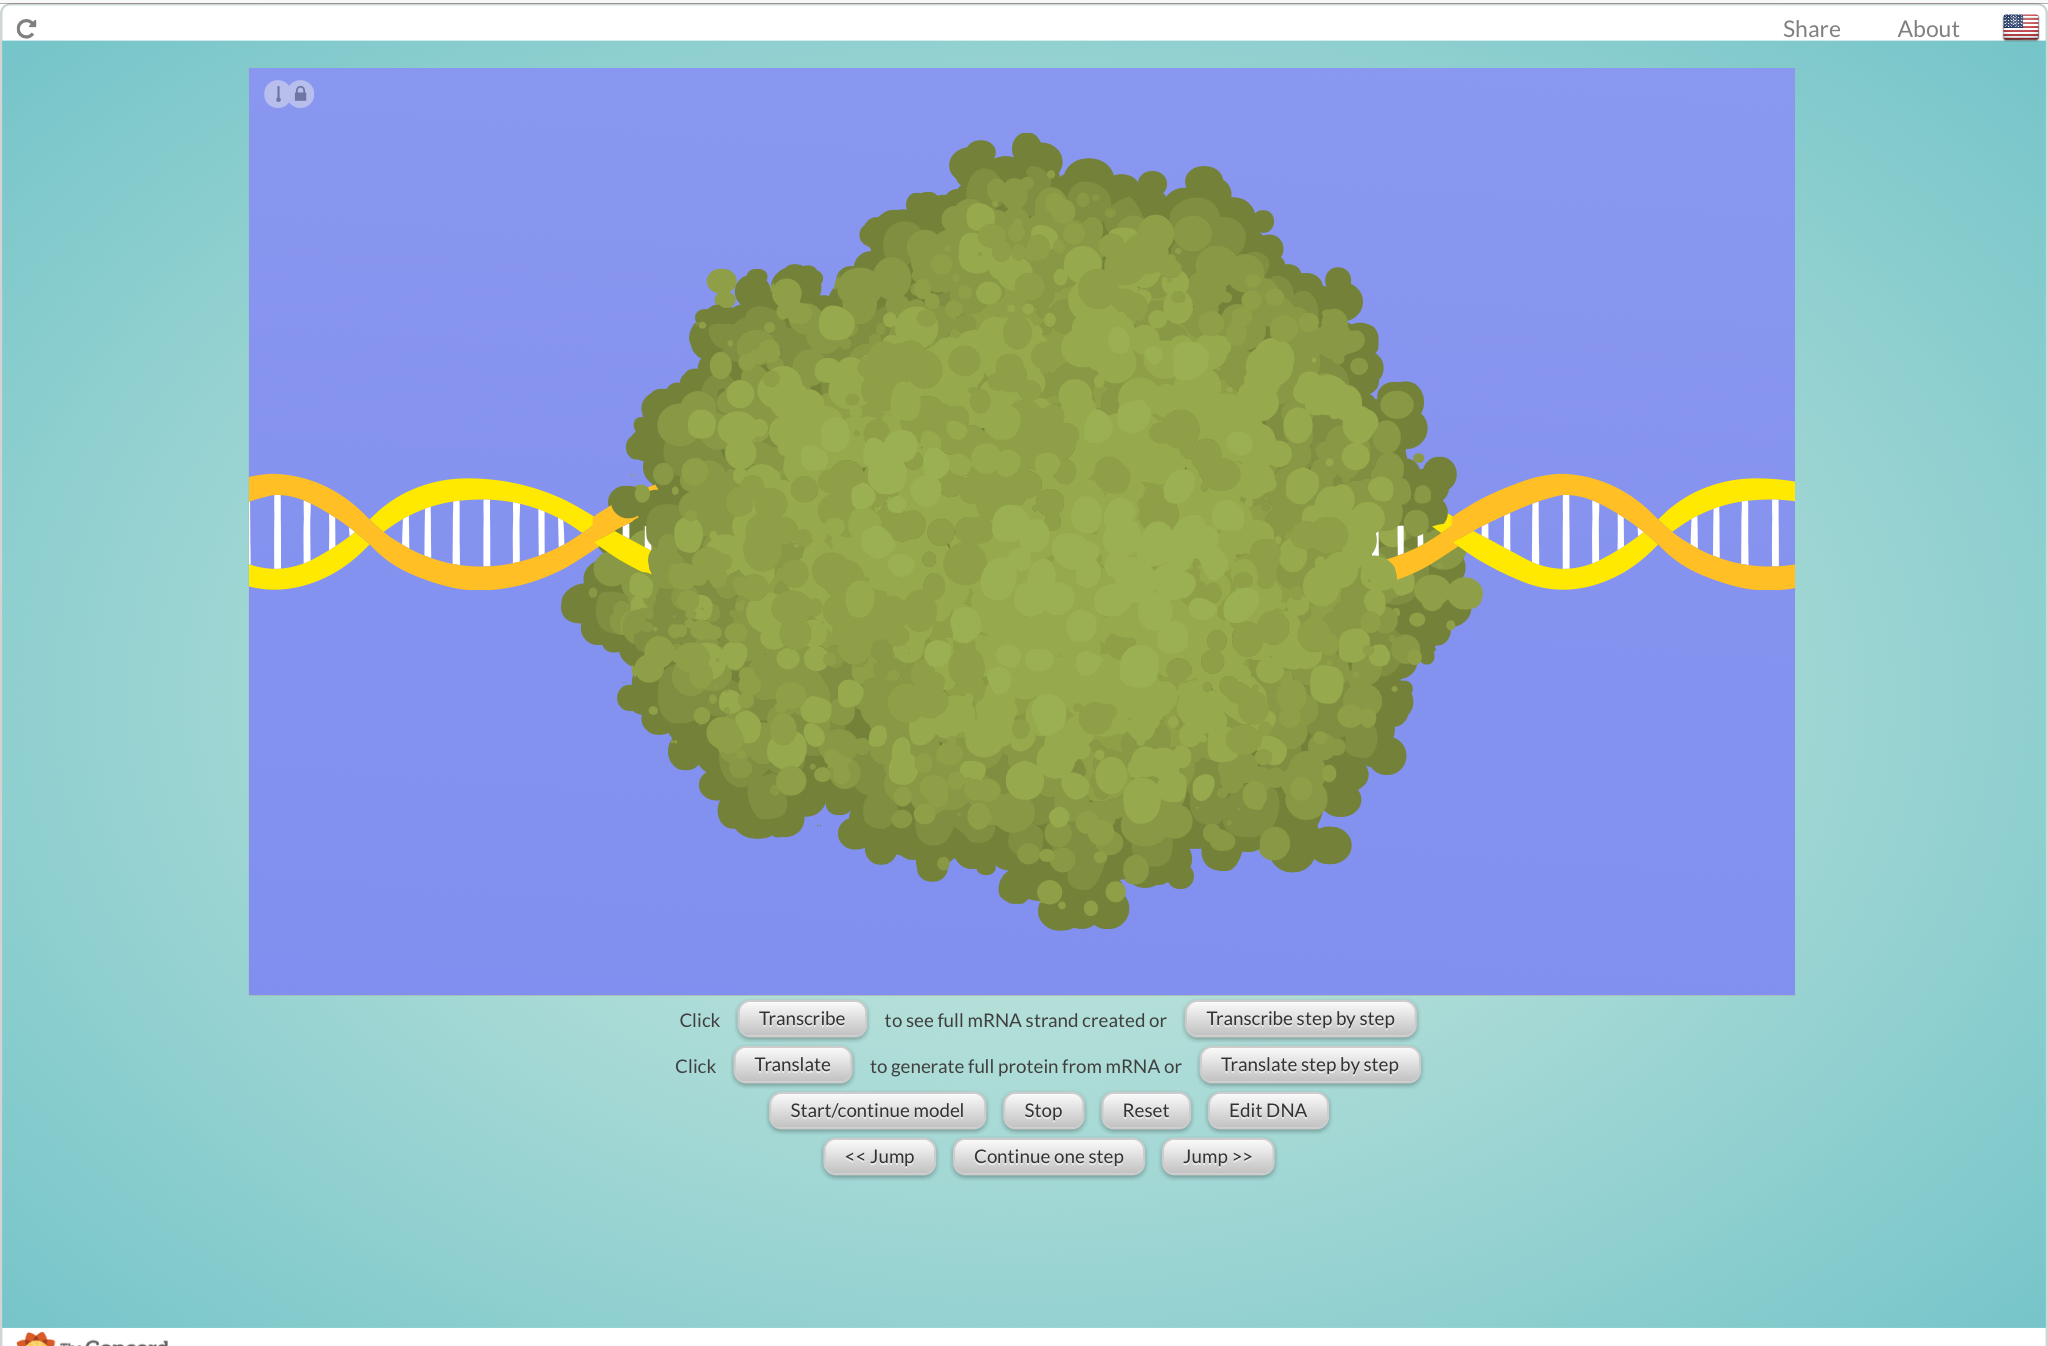 Share About
Click Transcribe to see full mRNA strand created or Transcribe step by step
Click Translate to generate full protein from mRNA or Translate step by step
Start/continue model Stop Reset Edit DNA
<< Jump Continue one step Jump >>
Concord